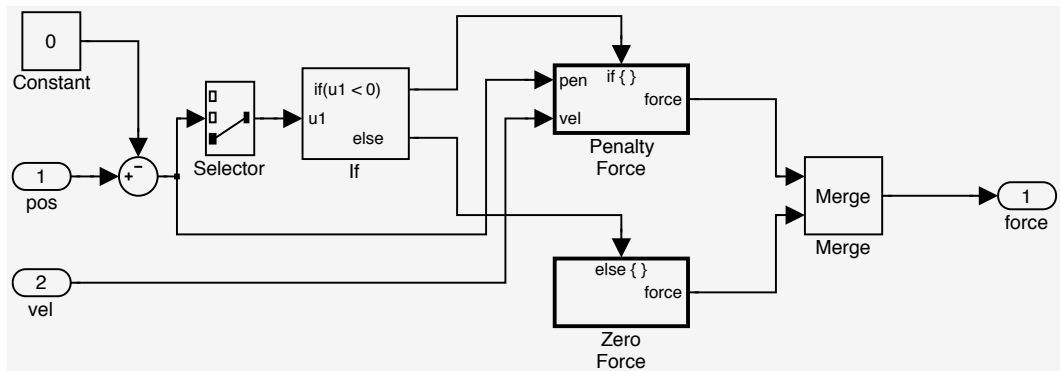 0
Constant
1
pos
2
vel
−
+
Selector
if(u1 < 0)
u1
else
If
if { }
pen
vel
force
Penalty
Force
else { }
force
Zero
Force
Merge
Merge
1
force